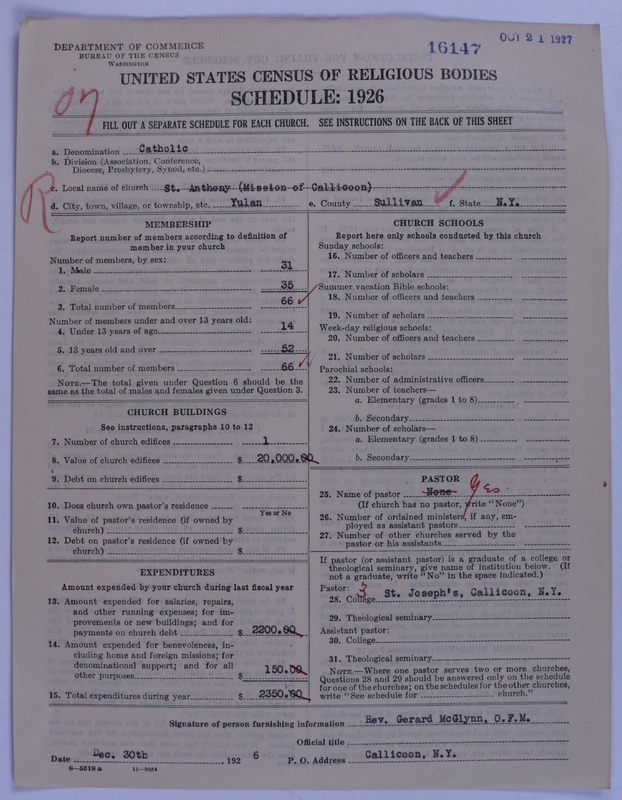 DEPARTMENT OF COMMERCE
BUREAU OF THE CENSUS
WASHINGTON
16147
OCT 21 1927
UNITED STATES CENSUS OF RELIGIOUS BODIES
SCHEDULE: 1926
FILL OUT A SEPARATE SCHEDULE FOR EACH CHURCH. SEE INSTRUCTIONS ON THE BACK OF THIS SHEET
a. Denomination Catholic
b. Division (Association, Conference,
Diocese, Presbytery, Synod, etc.)
R
c. Local name of church St. Anthony (Mission of Callicoon)
d. City, town, village, or township, etc. Yulan e. County Sullivan f. State N.Y.
MEMBERSHIP
Report number of members according to definition of
member in your church
Number of members, by sex:
1. Male 31
2. Female 35
3. Total number of members 66
Number of members under and over 13 years old:
4. Under 13 years of age 14
5. 13 years old and over 52
6. Total number of members 66
NOTE.—The total given under Question 6 should be
same as the total of males and females given under Question 3.
CHURCH BUILDINGS
See instructions, paragraphs 10 to 12
7. Number of church edifices 1
8. Value of church edifices $ 20,000.00
9. Debt on church edifices $
10. Does church own pastor's residence
Yes or No
11. Value of pastor's residence (if owned by
church) $
12. Debt on pastor's residence (if owned by
church) $
EXPENDITURES
Amount expended by your church during last fiscal year
13. Amount expended for salaries, repairs,
and other running expenses; for im-
provements or new buildings; and for
payments on church debt $ 2200.00
14. Amount expended for benevolences, in-
cluding home and foreign missions; for
denominational support; and for all
other purposes $ 150.00
15. Total expenditures during year $ 2350.00
CHURCH SCHOOLS
Report here only schools conducted by this church
Sunday schools:
16. Number of officers and teachers
17. Number of scholars
Summer vacation Bible schools:
18. Number of officers and teachers
19. Number of scholars
Week-day religious schools:
20. Number of officers and teachers
21. Number of scholars
Parochial schools:
22. Number of administrative officers
23. Number of teachers—
a. Elementary (grades 1 to 8)
b. Secondary
24. Number of scholars—
a. Elementary (grades 1 to 8)
b. Secondary
PASTOR
25. Name of pastor None Yes.
(If church has no pastor, write "None")
26. Number of ordained ministers, if any, em-
ployed as assistant pastors
27. Number of other churches served by the
pastor or his assistants
If pastor (or assistant pastor) is a graduate of a college or
theological seminary, give name of institution below. (If
not a graduate, write "No" in the space indicated.)
Pastor: 3
28. College St. Joseph's, Callicoon, N.Y.
29. Theological seminary
Assistant pastor:
30. College
31. Theological seminary
NOTE.—Where one pastor serves two or more churches,
Questions 28 and 29 should be answered only on the schedule
for one of the churches; on the schedules for the other churches,
write "See schedule for church."
Signature of person furnishing information Rev. Gerard McGlynn, O.F.M.
Official title
Date Dec. 30th 1926 P. O. Address Callicoon, N.Y.
8—5518 a 11—9054